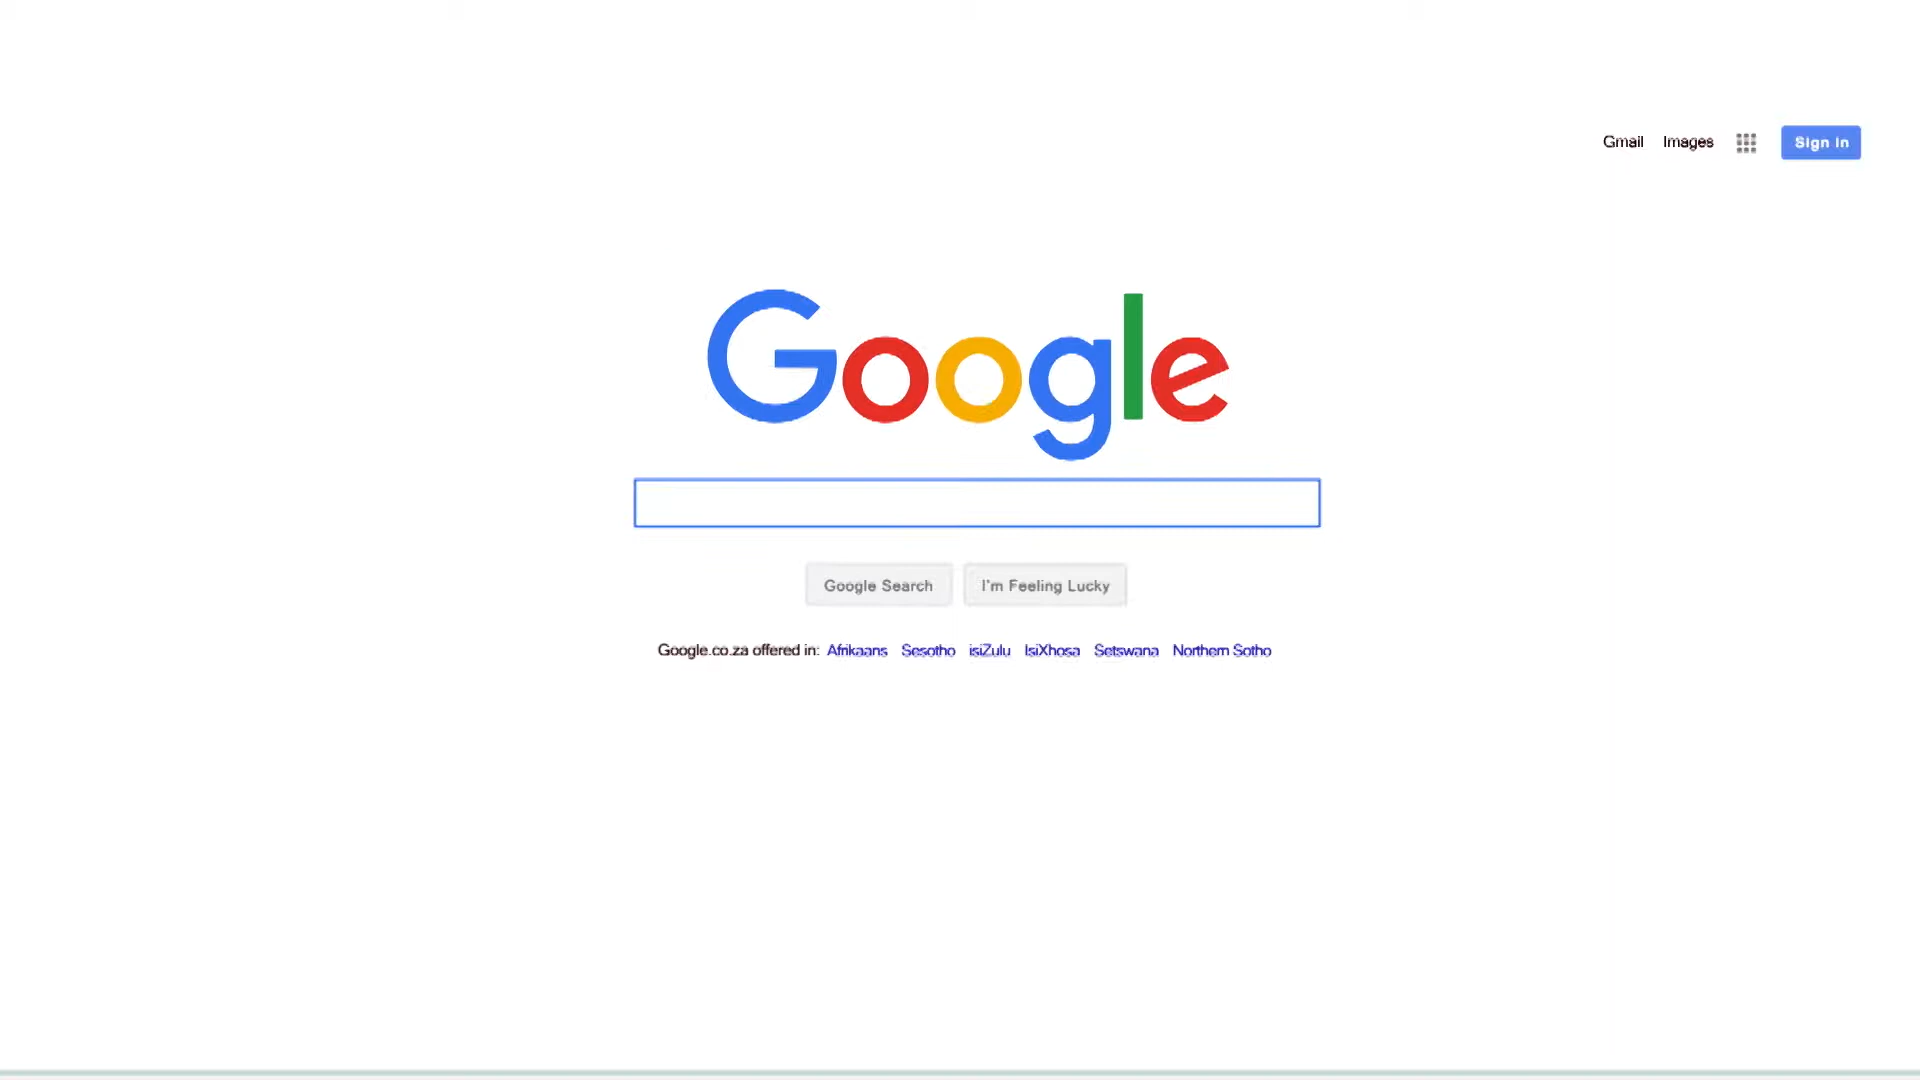 Gmail Images Sign in
Google
Google Search I'm Feeling Lucky
Google.co.za offered in: Afrikaans Sesotho isiZulu IsiXhosa Setswana Northern Sotho